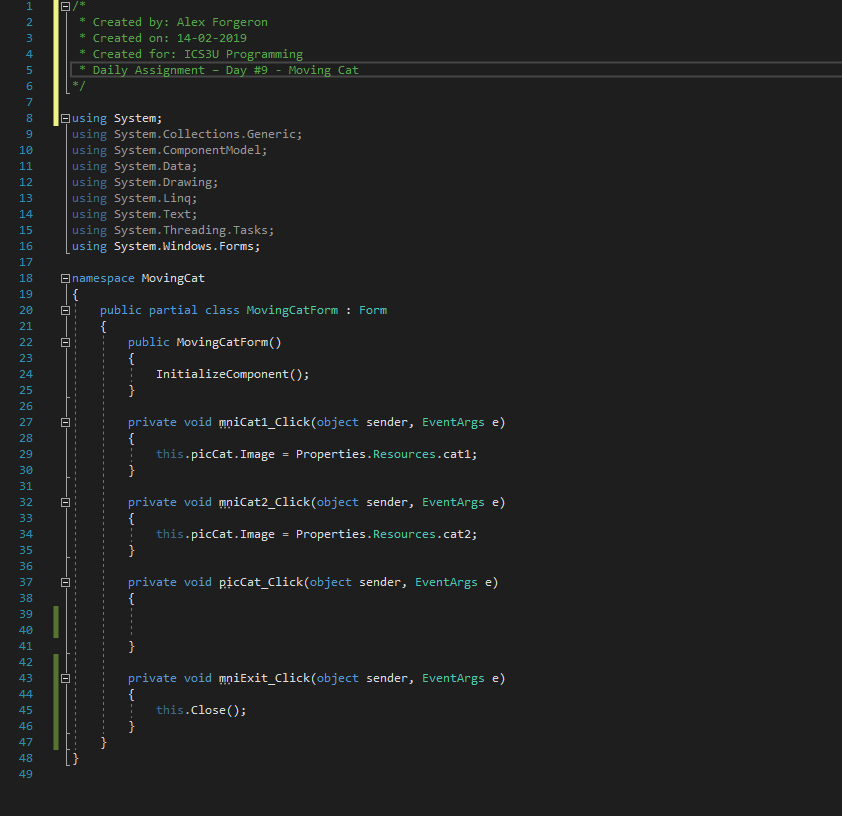 1 /*
2 * Created by: Alex Forgeron
3 * Created on: 14-02-2019
4 * Created for: ICS3U Programming
5 * Daily Assignment – Day #9 - Moving Cat
6 */
7
8 using System;
9 using System.Collections.Generic;
10 using System.ComponentModel;
11 using System.Data;
12 using System.Drawing;
13 using System.Linq;
14 using System.Text;
15 using System.Threading.Tasks;
16 using System.Windows.Forms;
17
18 namespace MovingCat
19 {
20 public partial class MovingCatForm : Form
21 {
22 public MovingCatForm()
23 {
24 InitializeComponent();
25 }
26
27 private void mniCat1_Click(object sender, EventArgs e)
28 {
29 this.picCat.Image = Properties.Resources.cat1;
30 }
31
32 private void mniCat2_Click(object sender, EventArgs e)
33 {
34 this.picCat.Image = Properties.Resources.cat2;
35 }
36
37 private void picCat_Click(object sender, EventArgs e)
38 {
39
40
41 }
42
43 private void mniExit_Click(object sender, EventArgs e)
44 {
45 this.Close();
46 }
47 }
48 }
49